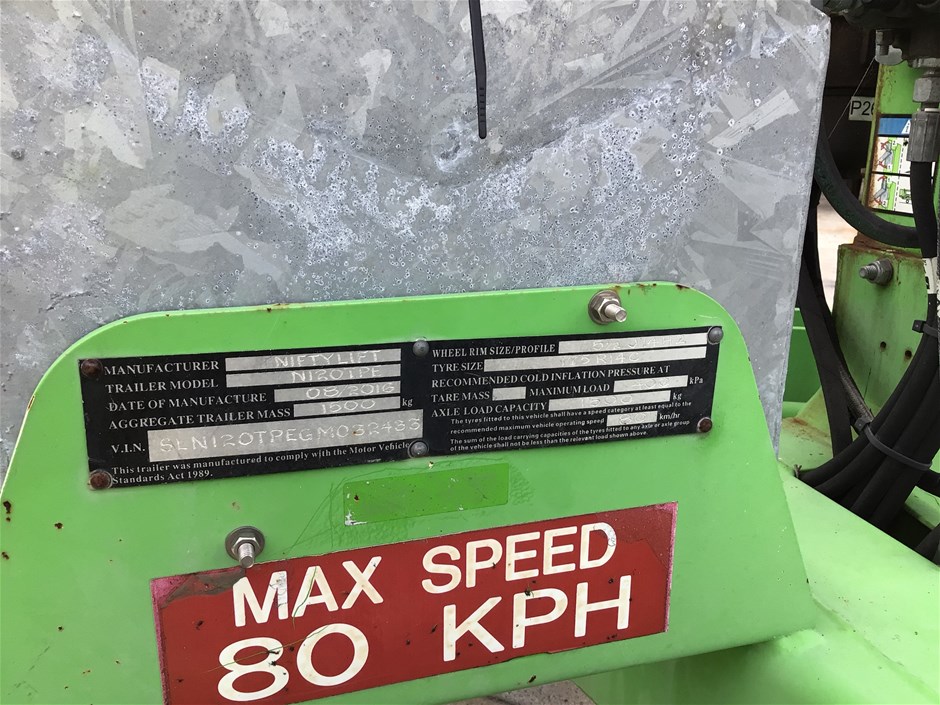 MANUFACTURER NIFTYLIFT
TRAILER MODEL N120TPE
DATE OF MANUFACTURE 08/2016
AGGREGATE TRAILER MASS 1500 kg
V.I.N.
This trailer was manufactured to comply with the Motor Vehicle
Standards Act 1989.
WHEEL RIM SIZE/PROFILE
TYRE SIZE
RECOMMENDED COLD INFLATION PRESSURE AT
TARE MASS MAXIMUM LOAD kPa
AXLE LOAD CAPACITY kg
The tyres fitted to this vehicle shall have a speed category at least equal to the
recommended maximum vehicle operating speed km/hr
The sum of the load carrying capacities of the tyres fitted to any axle or axle group
of the vehicle shall not be less than the relevant load shown above.
MAX SPEED
80 KPH